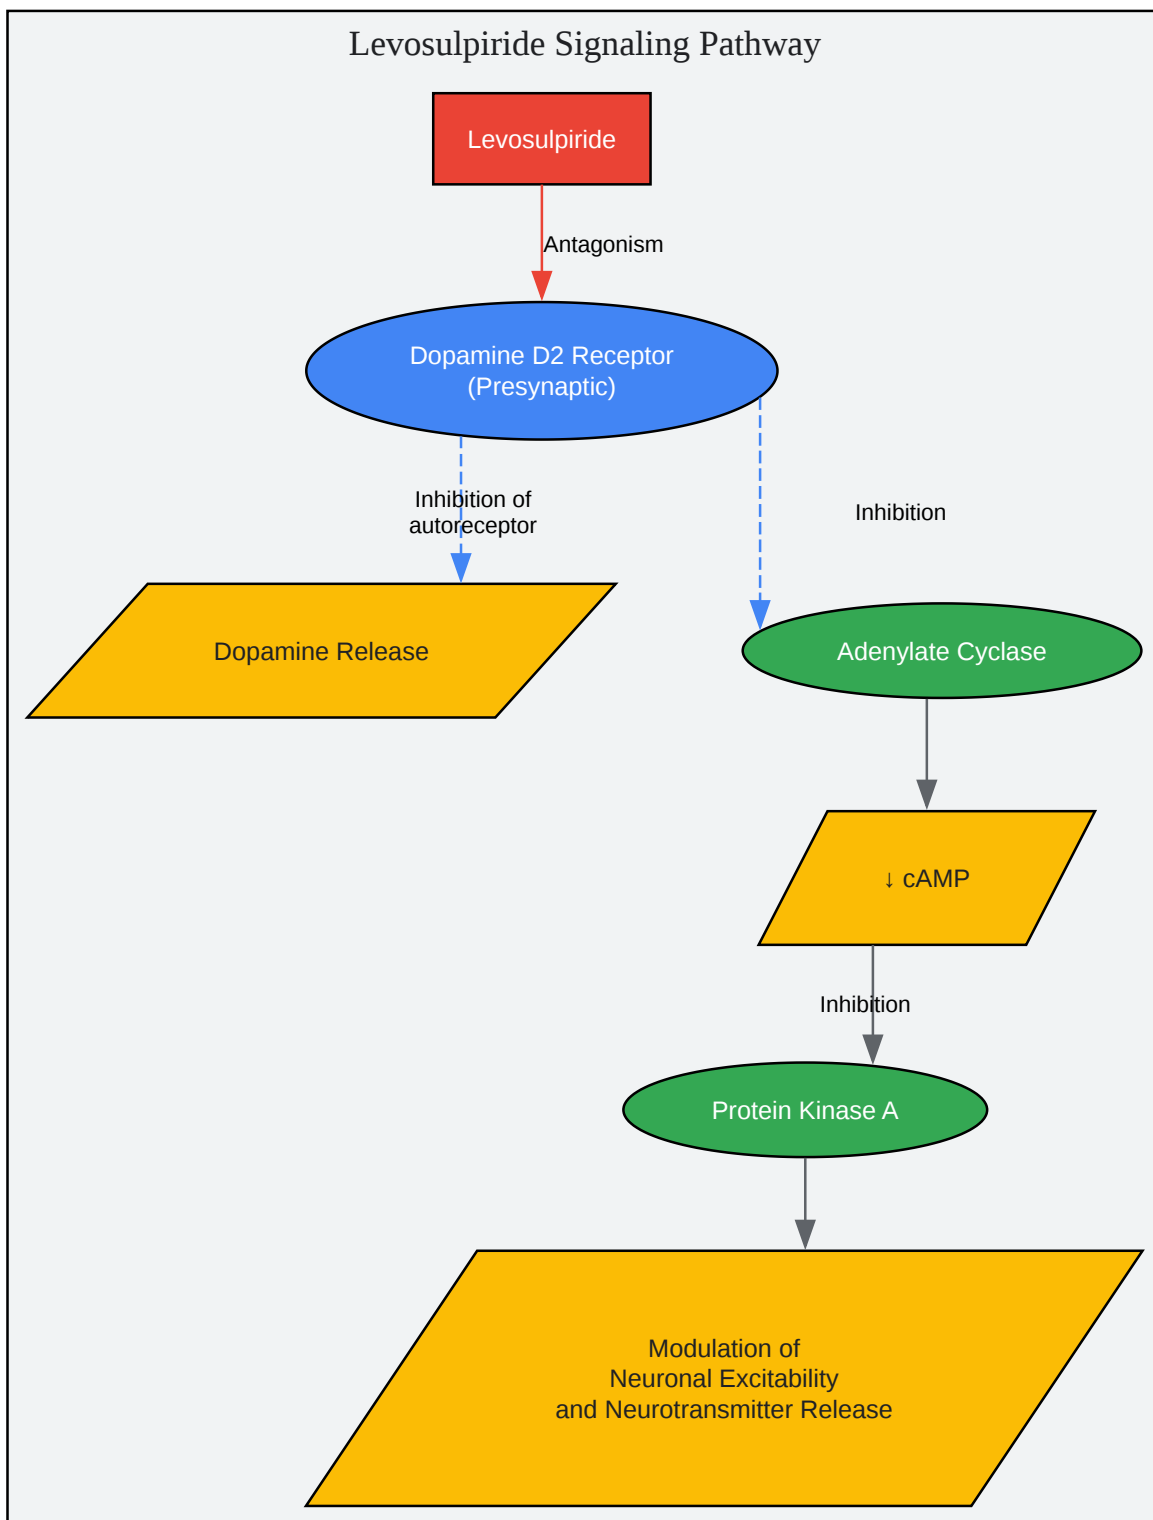 Levosulpiride Signaling Pathway
Levosulpiride
Antagonism
Dopamine D2 Receptor
(Presynaptic)
Inhibition of
autoreceptor
Inhibition
Dopamine Release
Adenylate Cyclase
↓ cAMP
Inhibition
Protein Kinase A
Modulation of
Neuronal Excitability
and Neurotransmitter Release